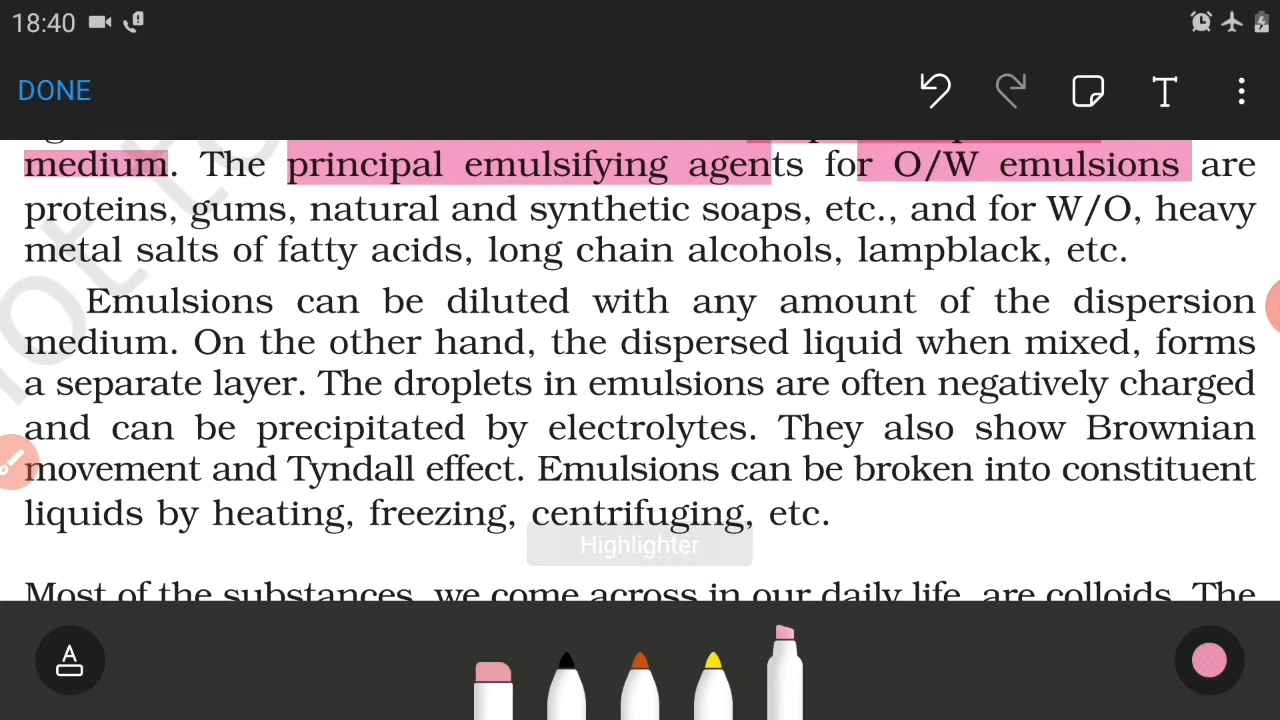 18:40
DONE
T
medium. The principal emulsifying agents for O/W emulsions are
proteins, gums, natural and synthetic soaps, etc., and for W/O, heavy
metal salts of fatty acids, long chain alcohols, lampblack, etc.
Emulsions can be diluted with any amount of the dispersion
medium. On the other hand, the dispersed liquid when mixed, forms
a separate layer. The droplets in emulsions are often negatively charged
and can be precipitated by electrolytes. They also show Brownian
movement and Tyndall effect. Emulsions can be broken into constituent
liquids by heating, freezing, centrifuging, etc.
Highlighter
Most of the substances, we come across in our daily life, are colloids. The
A